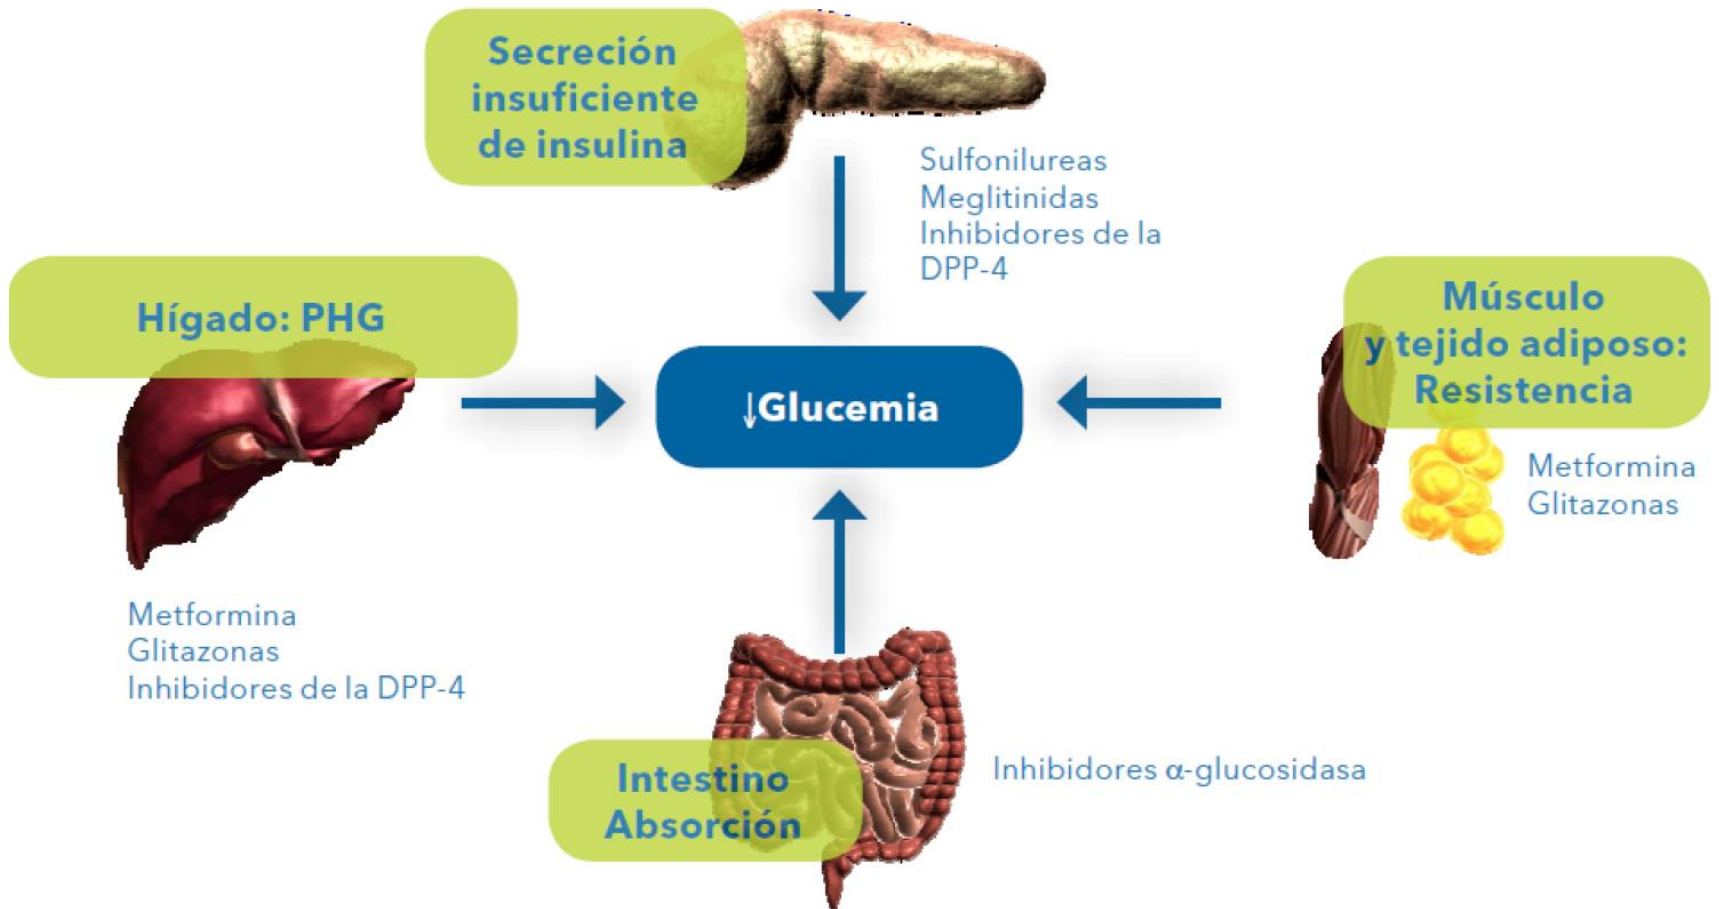 Secreción
insuficiente
de insulina
Sulfonilureas
Meglitinidas
Inhibidores de la
DPP-4
Hígado: PHG
Músculo
y tejido adiposo:
Resistencia
↓Glucemia
Metformina
Glitazonas
Metformina
Glitazonas
Inhibidores de la DPP-4
Intestino
Absorción
Inhibidores α-glucosidasa